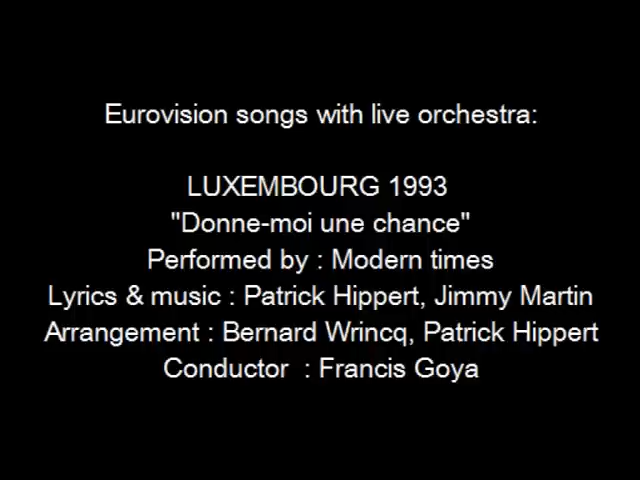 Eurovision songs with live orchestra:
LUXEMBOURG 1993
"Donne-moi une chance"
Performed by : Modern times
Lyrics & music : Patrick Hippert, Jimmy Martin
Arrangement : Bernard Wrincq, Patrick Hippert
Conductor  : Francis Goya